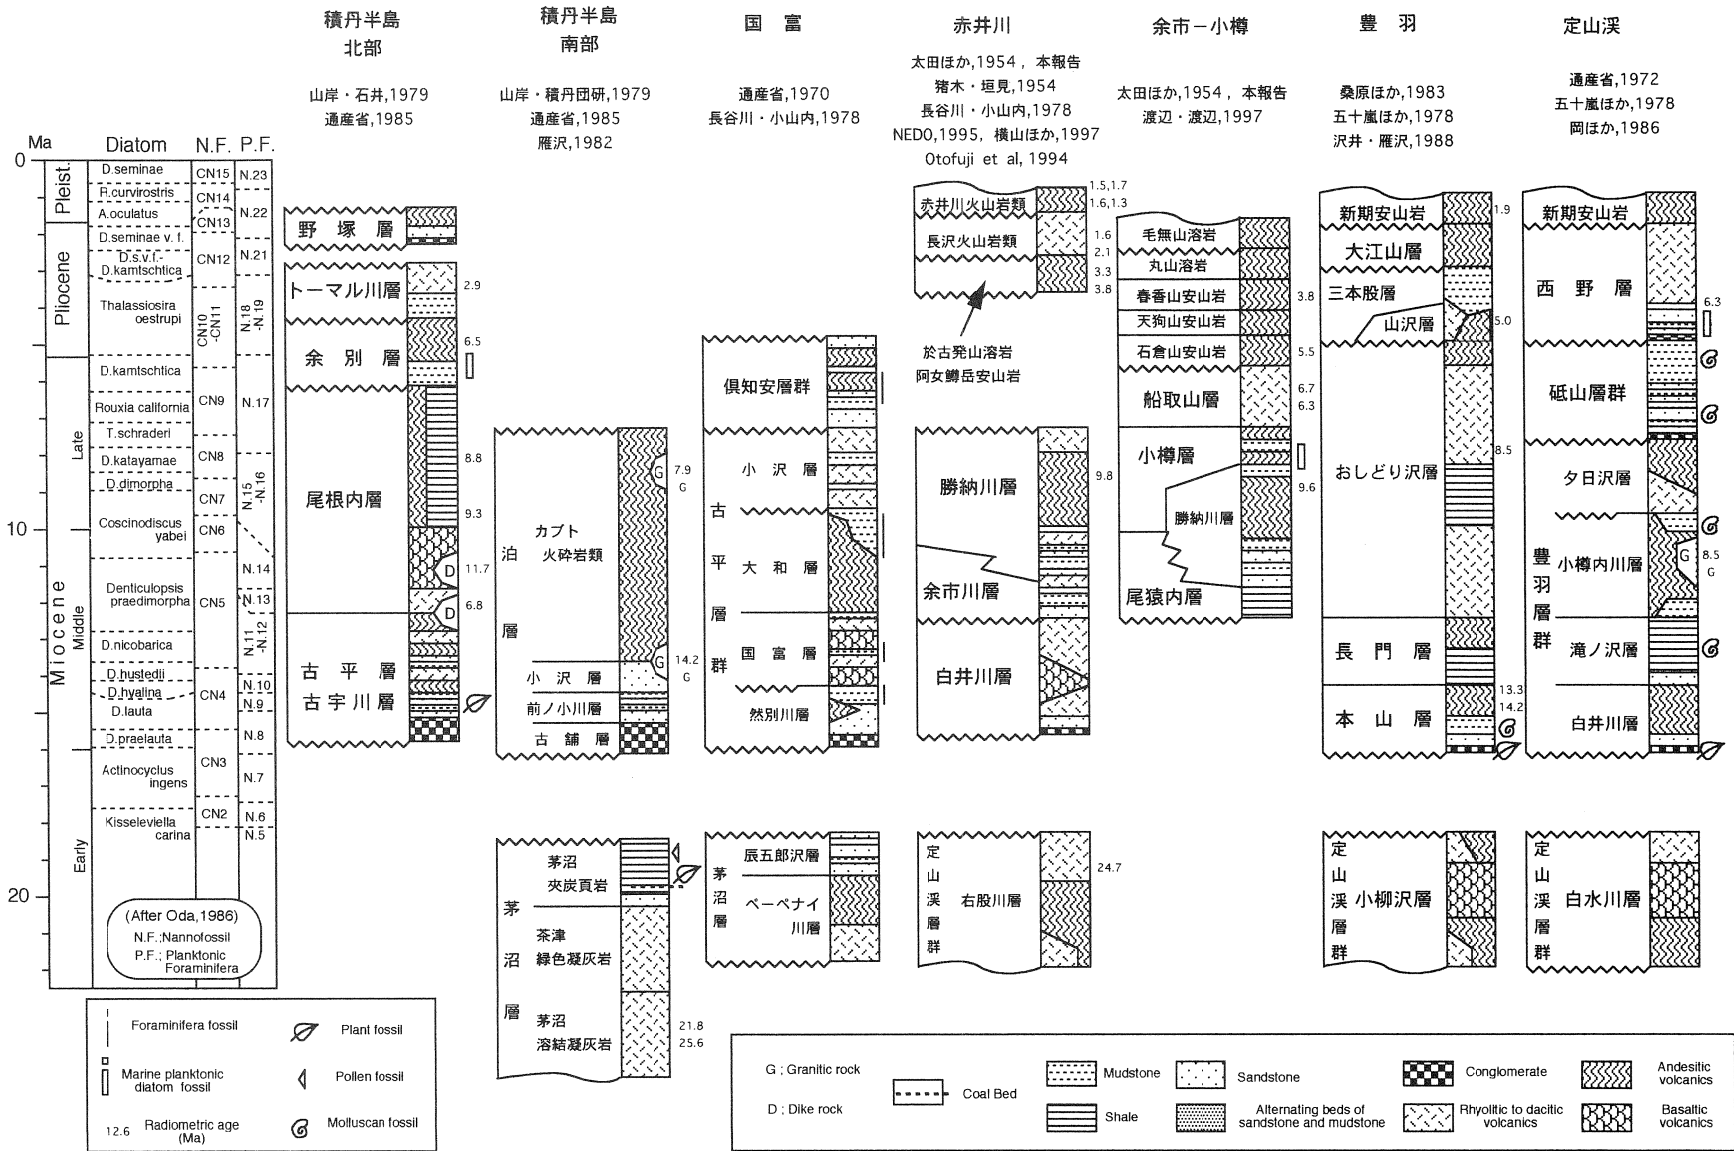 積丹半島
北部
山岸・石井,1979
通産省,1985
積丹半島
南部
山岸・積丹団研,1979
通産省,1985
雁沢,1982
国富
通産省,1970
長谷川・小山内,1978
赤井川
太田ほか,1954 , 本報告
猪木・垣見,1954
長谷川・小山内,1978
NEDO,1995, 横山ほか,1997
Otofuji et al, 1994
余市－小樽
太田ほか,1954 , 本報告
渡辺・渡辺,1997
豊羽
桑原ほか,1983
五十嵐ほか,1978
沢井・雁沢,1988
定山渓
通産省,1972
五十嵐ほか,1978
岡ほか,1986
Ma
Diatom
N.F.
P.F.
0
10
20
Pleist.
Pliocene
Miocene
Late
Middle
Early
D.seminae
R.curvirostris
A.oculatus
D.seminae v. f.
D.s.v.f.-
D.kamtschtica
Thalassiosira
oestrupi
D.kamtschtica
Rouxia california
T.schraderi
D.katayamae
D.dimorpha
Coscinodiscus
yabei
Denticulopsis
praedimorpha
D.nicobarica
D.hustedii
D.hyalina
D.lauta
D.praelauta
Actinocyclus
ingens
Kisseleviella
carina
CN15
CN14
CN13
CN12
CN10
-CN11
CN9
CN8
CN7
CN6
CN5
CN4
CN3
CN2
N.23
N.22
N.21
N.18
-N.19
N.17
N.15
-N.16
N.14
N.13
N.11
-N.12
N.10
N.9
N.8
N.7
N.6
N.5
(After Oda,1986)
N.F.;Nannofossil
P.F.; Planktonic
Foraminifera
野塚層
トーマル川層
2.9
余別層
6.5
尾根内層
8.8
9.3
D
11.7
D
6.8
古平層
古宇川層
泊層
カブト
火砕岩類
G
7.9
G
G
14.2
G
小沢層
前ノ小川層
古舗層
茅沼層
茅沼
夾炭頁岩
茶津
緑色凝灰岩
茅沼
溶結凝灰岩
21.8
25.6
倶知安層群
古平層群
小沢層
大和層
国富層
然別川層
茅沼層
辰五郎沢層
ペーペナイ
川層
赤井川火山岩類
1.5,1.7
1.6,1.3
長沢火山岩類
1.6
2.1
3.3
3.8
於古発山溶岩
阿女鱒岳安山岩
勝納川層
9.8
余市川層
白井川層
定山渓層群
右股川層
24.7
毛無山溶岩
丸山溶岩
春香山安山岩
3.8
天狗山安山岩
石倉山安山岩
5.5
船取山層
6.7
6.3
小樽層
9.6
勝納川層
尾猿内層
新期安山岩
1.9
大江山層
三本股層
山沢層
5.0
おしどり沢層
8.5
長門層
本山層
13.3
14.2
定山渓層群
小柳沢層
新期安山岩
西野層
6.3
砥山層群
夕日沢層
豊羽層群
小樽内川層
G
8.5
G
滝ノ沢層
白井川層
定山渓層群
白水川層
Foraminifera fossil
Marine planktonic
diatom fossil
12.6
Radiometric age
(Ma)
Plant fossil
Pollen fossil
Molluscan fossil
G ; Granitic rock
D ; Dike rock
Coal Bed
Mudstone
Shale
Sandstone
Alternating beds of
sandstone and mudstone
Conglomerate
Rhyolitic to dacitic
volcanics
Andesitic
volcanics
Basaltic
volcanics